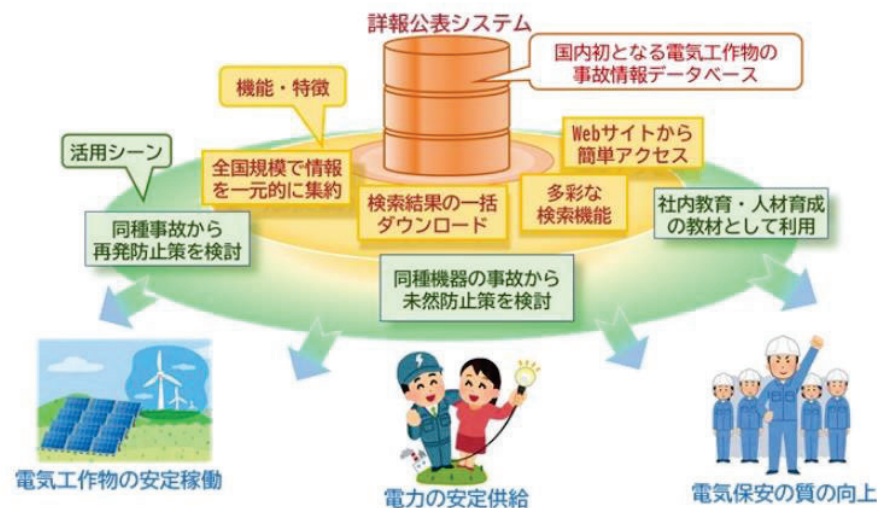 詳報公表システム
国内初となる電気工作物の
事故情報データベース
機能・特徴
Webサイトから
簡単アクセス
活用シーン
全国規模で情報
を一元的に集約
検索結果の一括
ダウンロード
多彩な
検索機能
社内教育・人材育成
の教材として利用
同種事故から
再発防止策を検討
同種機器の事故から
未然防止策を検討
電気工作物の安定稼働
電力の安定供給
電気保安の質の向上